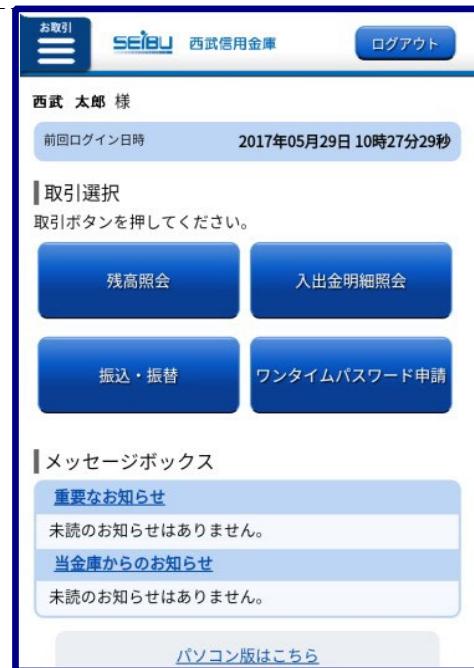 お取引
SEIBU 西武信用金庫
ログアウト
西武 太郎 様
前回ログイン日時 2017年05月29日 10時27分29秒
取引選択
取引ボタンを押してください。
残高照会 入出金明細照会
振込・振替 ワンタイムパスワード申請
メッセージボックス
重要なお知らせ
未読のお知らせはありません。
当金庫からのお知らせ
未読のお知らせはありません。
パソコン版はこちら